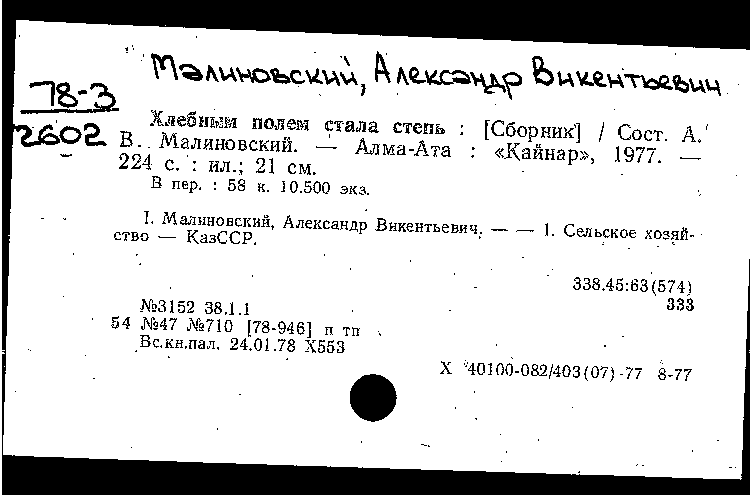 Малиновский, Александр Викентьевич
78-3
2602
Хлебным полем стала степь : [Сборник] / Сост. А.
В. Малиновский. — Алма-Ата : «Қайнар», 1977. —
224 с. : ил.; 21 см.
В пер. : 58 к. 10.500 экз.
I. Малиновский, Александр Викентьевич. — — 1. Сельское хозяй-
ство — КазССР.
338.45:63(574)
333
№3152 38.1.1
54 №47 №710 [78-946] п тп
Вс.кн.пал. 24.01.78 Х553
Х 40100-082/403(07)-77 8-77